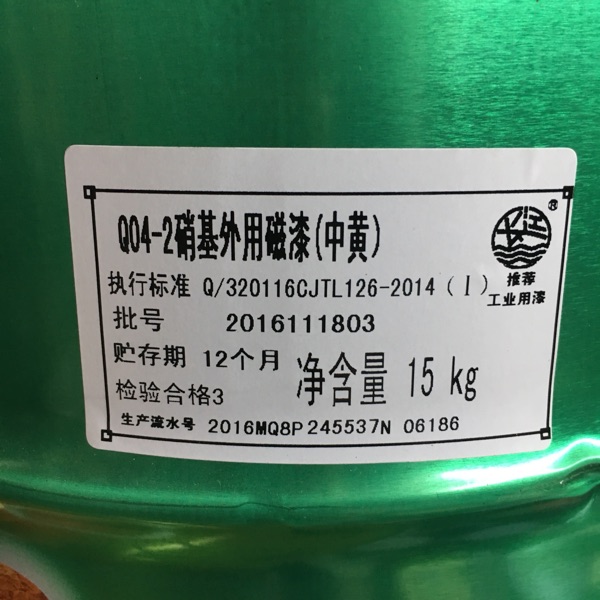 Q04-2硝基外用磁漆(中黄)
长江®
推荐
工业用漆
执行标准 Q/320116CJTL126-2014（Ⅰ）
批号 2016111803
贮存期 12个月 净含量 15 kg
检验合格3
生产流水号 2016MQ8P245537N 06186